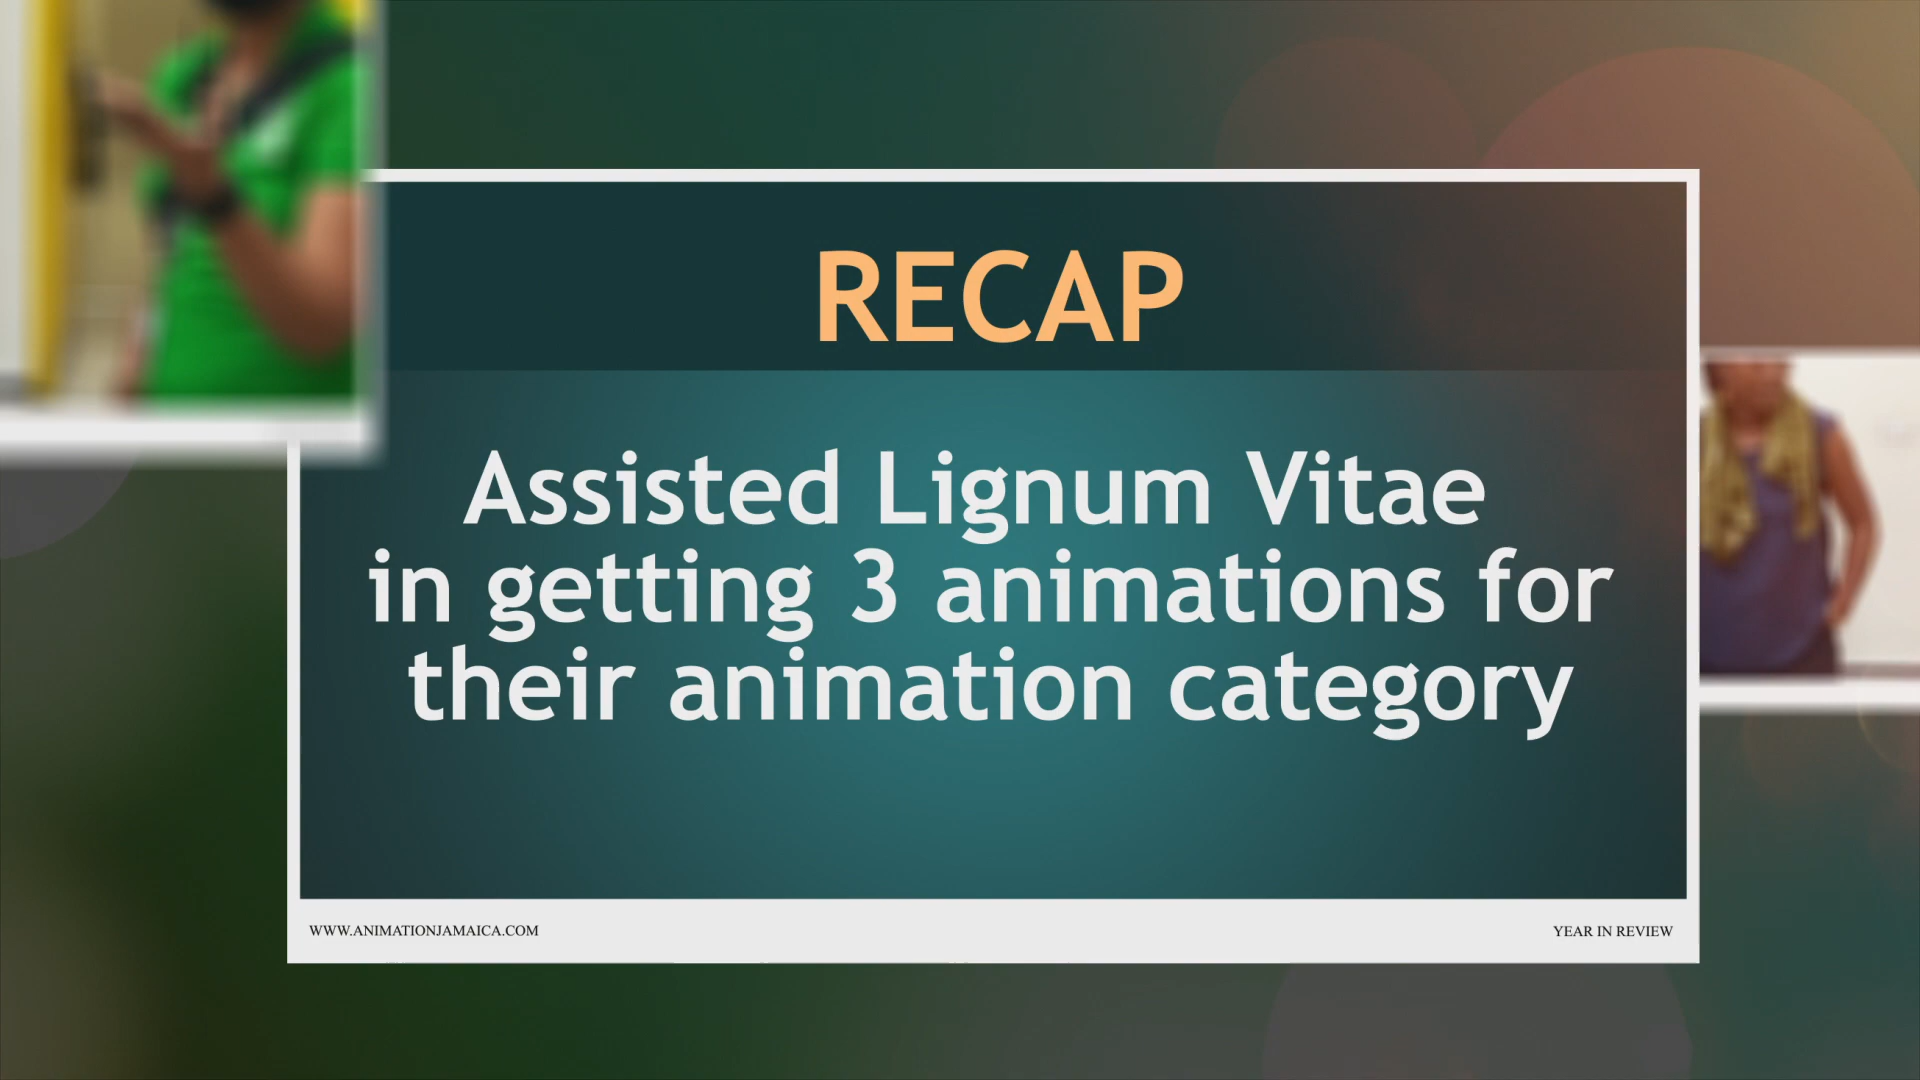 RECAP
Assisted Lignum Vitae
in getting 3 animations for
their animation category
WWW.ANIMATIONJAMAICA.COM
YEAR IN REVIEW